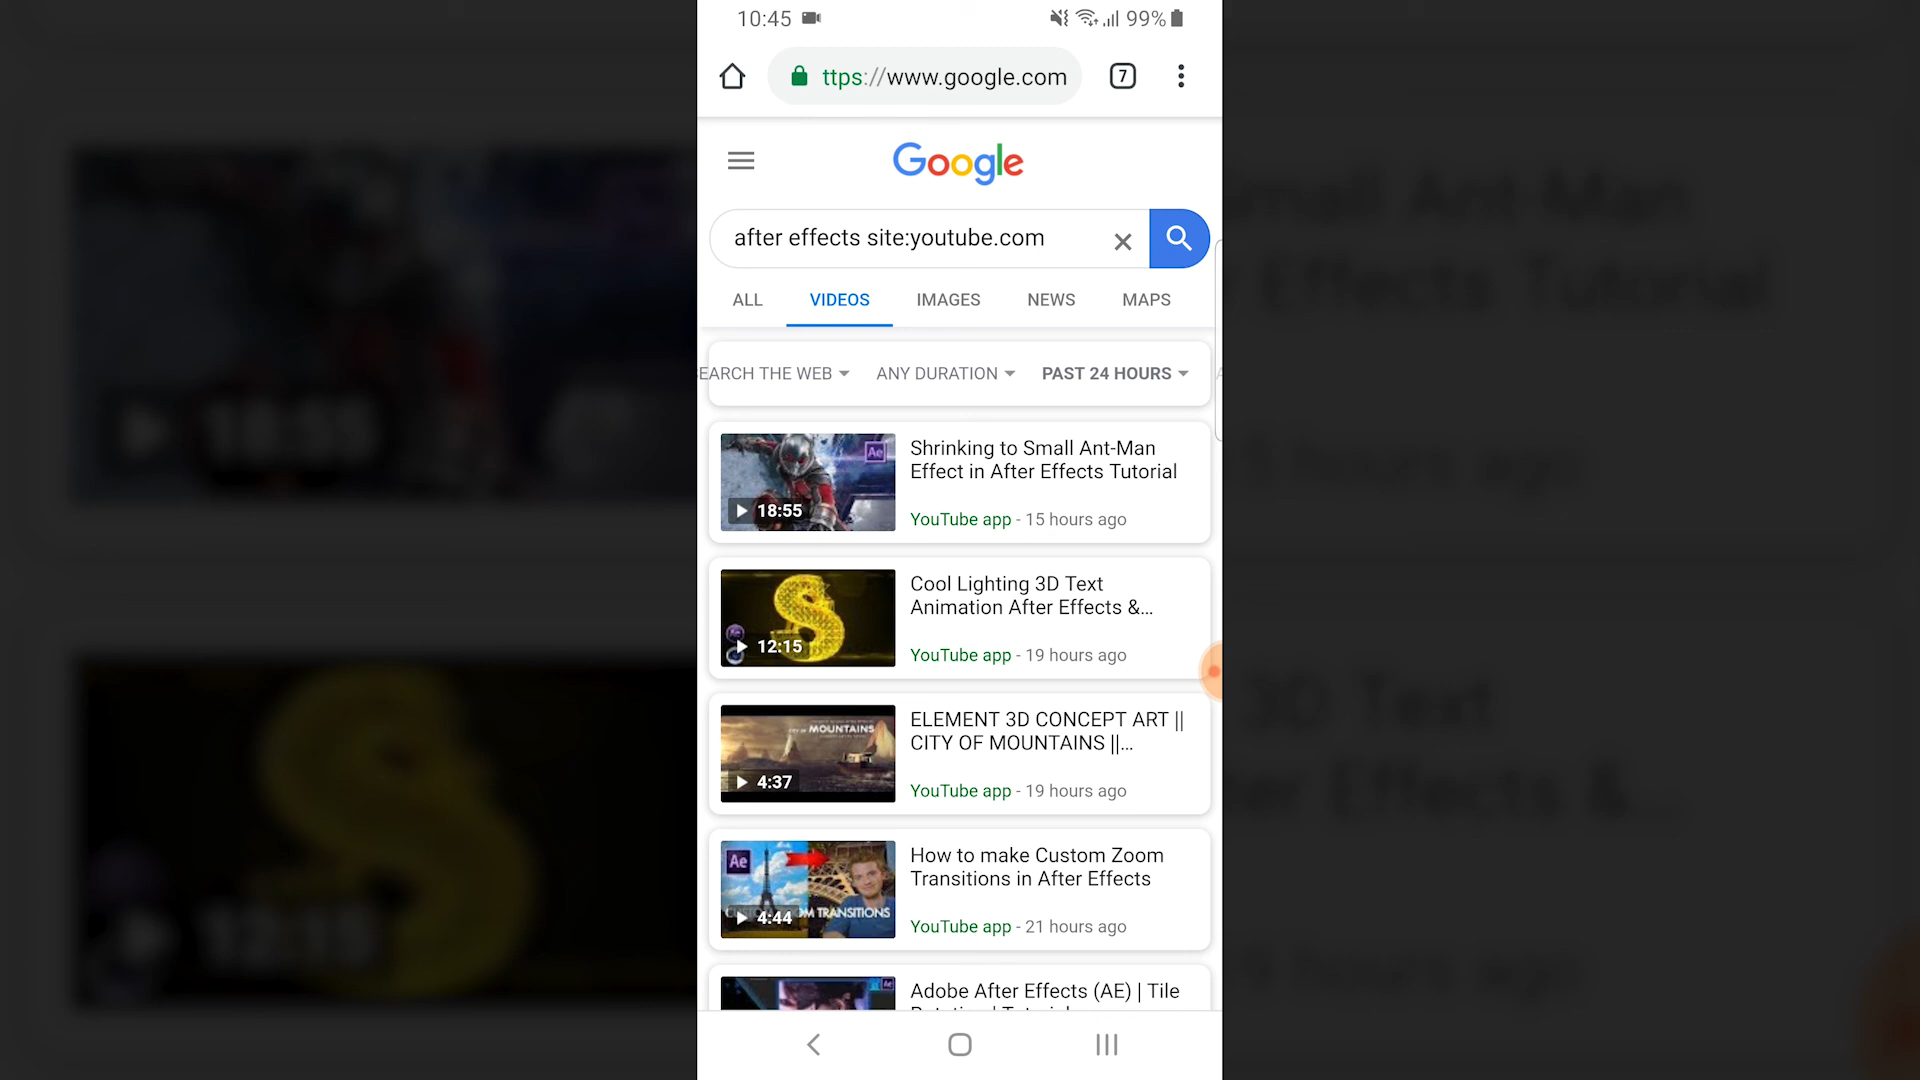 10:45 99%
ttps://www.google.com 7
Google
after effects site:youtube.com
ALL VIDEOS IMAGES NEWS MAPS
EARCH THE WEB ANY DURATION PAST 24 HOURS
Ae
18:55
Shrinking to Small Ant-Man
Effect in After Effects Tutorial
YouTube app - 15 hours ago
12:15
Cool Lighting 3D Text
Animation After Effects &...
YouTube app - 19 hours ago
MOUNTAINS
4:37
ELEMENT 3D CONCEPT ART ||
CITY OF MOUNTAINS ||...
YouTube app - 19 hours ago
Ae
TRANSITIONS
4:44
How to make Custom Zoom
Transitions in After Effects
YouTube app - 21 hours ago
Adobe After Effects (AE) | Tile